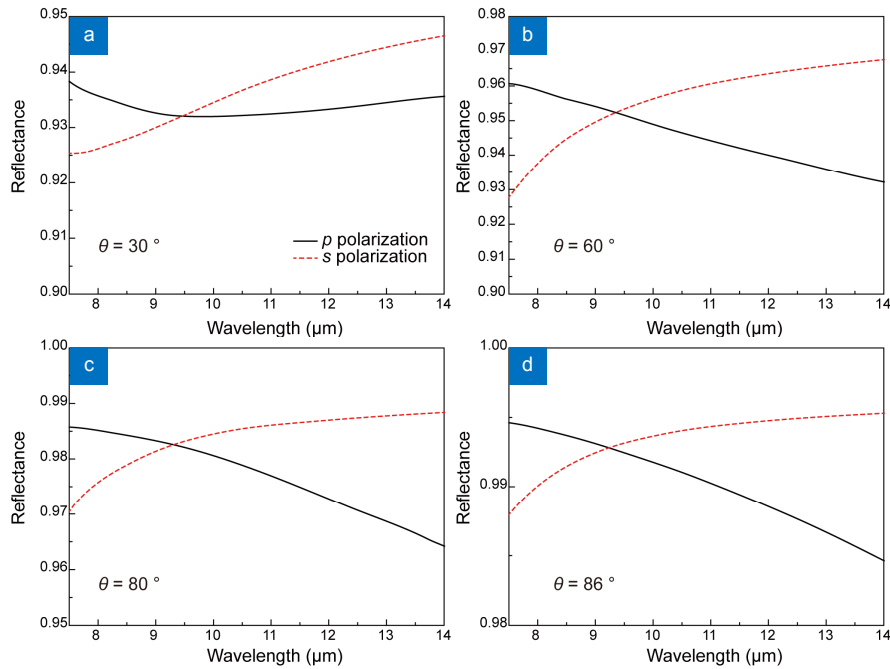 a
0.95
0.94
0.93
0.92
0.91
0.90
Reflectance
θ = 30 °
p polarization
s polarization
8 9 10 11 12 13 14
Wavelength (μm)
b
0.98
0.97
0.96
0.95
0.94
0.93
0.92
0.91
0.90
Reflectance
θ = 60 °
8 9 10 11 12 13 14
Wavelength (μm)
c
1.00
0.99
0.98
0.97
0.96
0.95
Reflectance
θ = 80 °
8 9 10 11 12 13 14
Wavelength (μm)
d
1.00
0.99
0.98
Reflectance
θ = 86 °
8 9 10 11 12 13 14
Wavelength (μm)